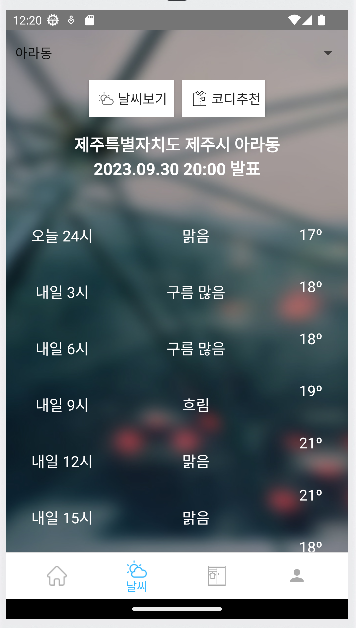 12:20
아라동
날씨보기 코디추천
제주특별자치도 제주시 아라동
2023.09.30 20:00 발표
오늘 24시 맑음 17º
내일 3시 구름 많음 18º
내일 6시 구름 많음 18º
내일 9시 흐림 19º
내일 12시 맑음 21º
내일 15시 맑음 21º
18º
날씨